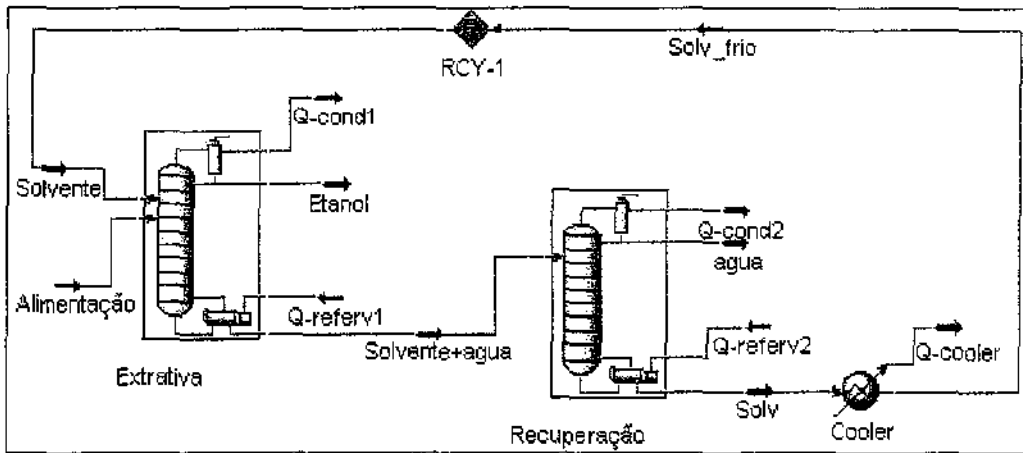 Solv_frio
RCY-1
Q-cond1
Solvente
Etanol
Q-cond2
agua
Alimentação
Q-referv1
Solvente+agua
Q-referv2
Q-cooler
Extrativa
Solv
Cooler
Recuperação